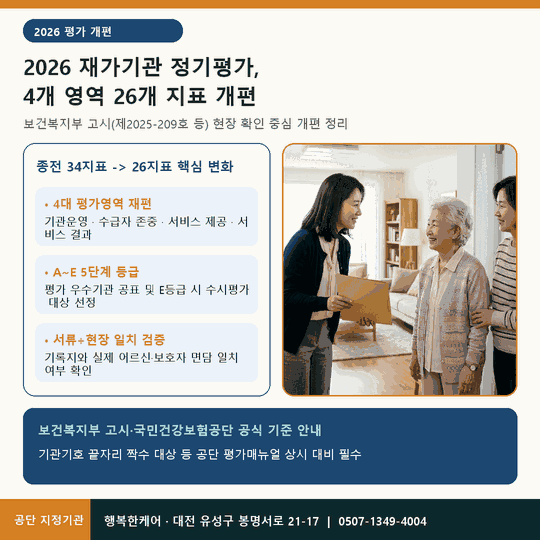 2026 평가 개편
2026 재가기관 정기평가,
4개 영역 26개 지표 개편
보건복지부 고시(제2025-209호 등) 현장 확인 중심 개편 정리
종전 34지표 -> 26지표 핵심 변화
• 4대 평가영역 재편
기관운영 · 수급자 존중 · 서비스 제공 · 서
비스 결과
• A~E 5단계 등급
평가 우수기관 공표 및 E등급 시 수시평가
대상 선정
• 서류÷현장 일치 검증
기록지와 실제 어르신·보호자 면담 일치
여부 확인
보건복지부 고시·국민건강보험공단 공식 기준 안내
기관기호 끝자리 짝수 대상 등 공단 평가매뉴얼 상시 대비 필수
공단 지정기관
행복한케어 · 대전 유성구 봉명서로 21-17 | 0507-1349-4004